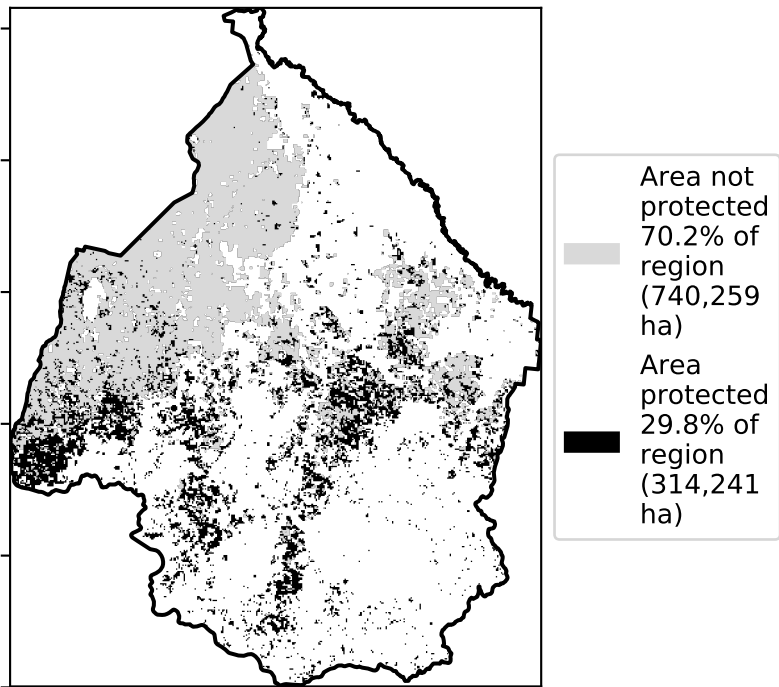 Area not
protected
70.2% of
region
(740,259
ha)
Area
protected
29.8% of
region
(314,241
ha)